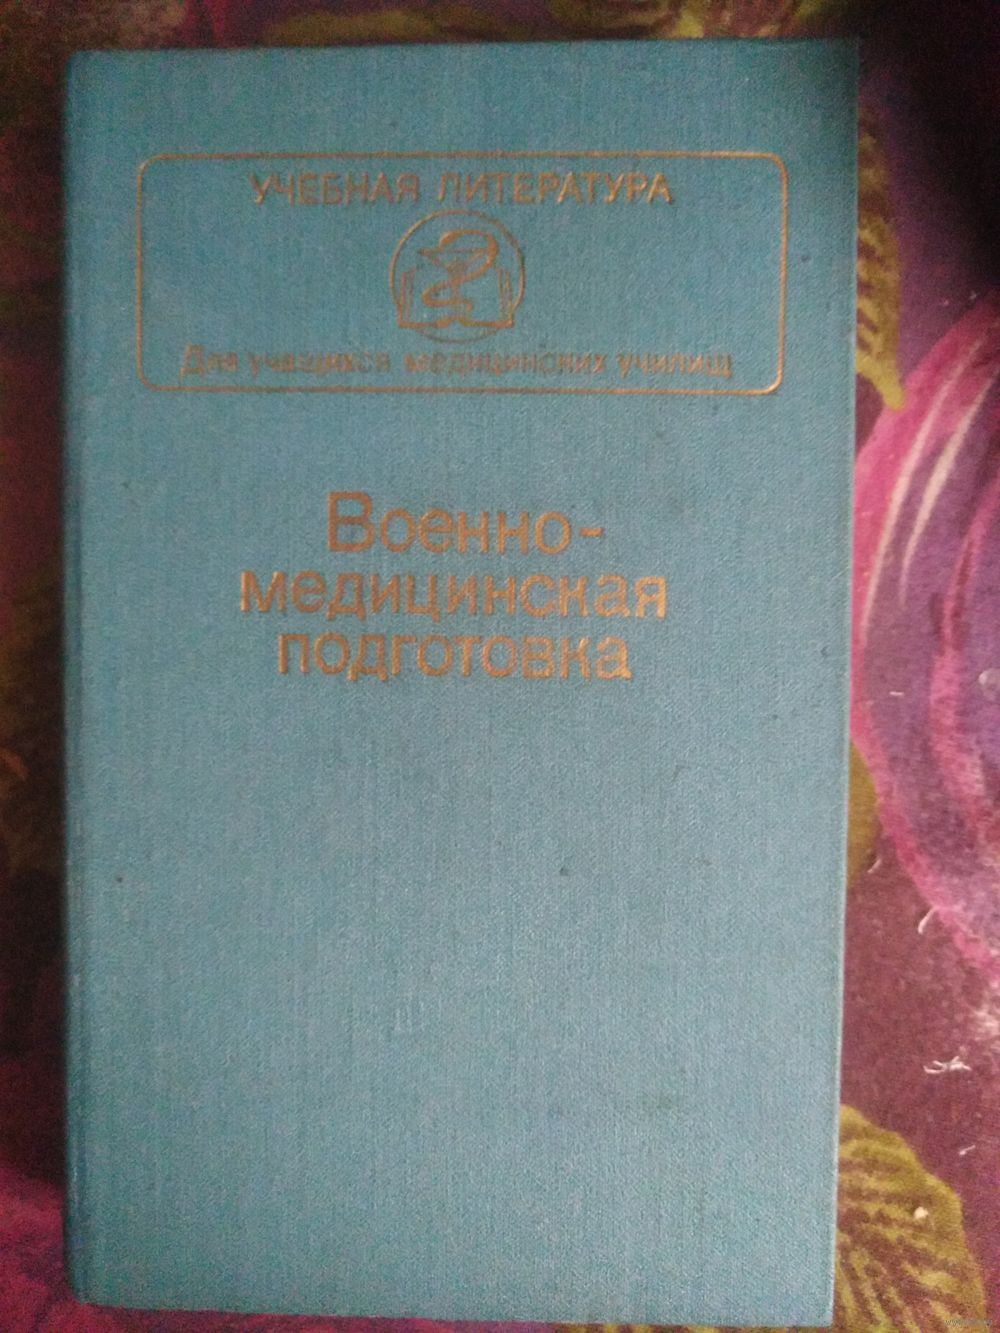 УЧЕБНАЯ ЛИТЕРАТУРА
Для учащихся медицинских училищ
Военно-
медицинская
подготовка